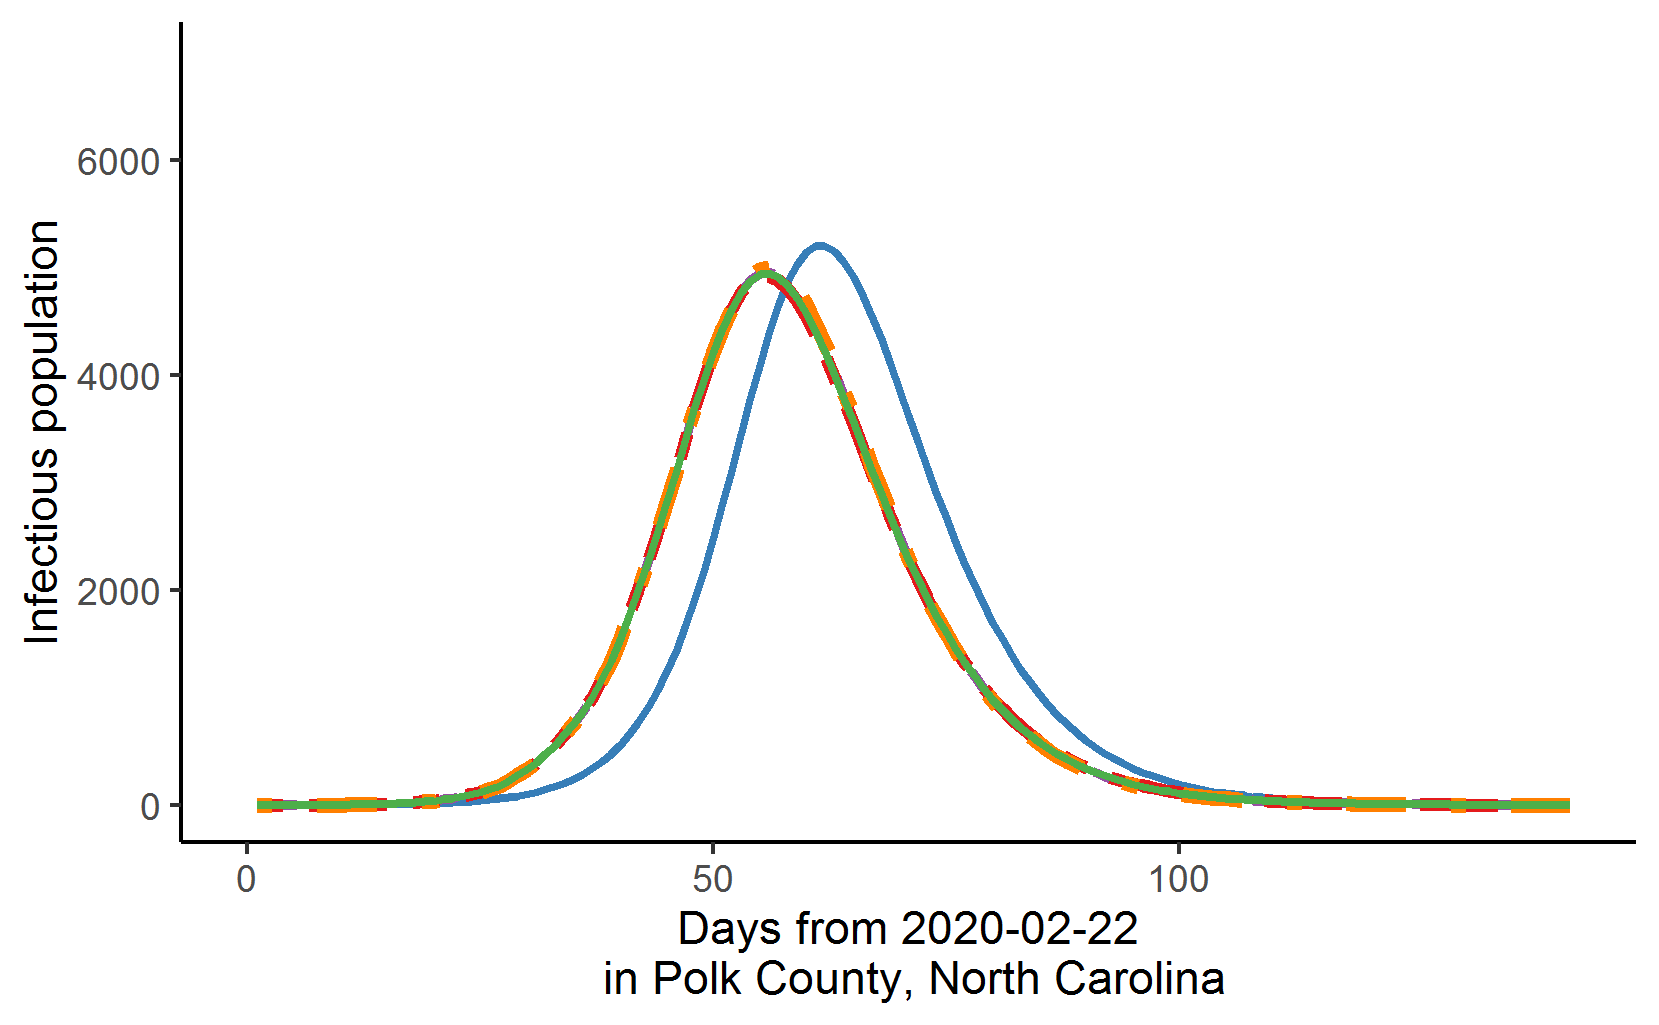 Infectious population
6000
4000
2000
0
0 50 100
Days from 2020-02-22
in Polk County, North Carolina